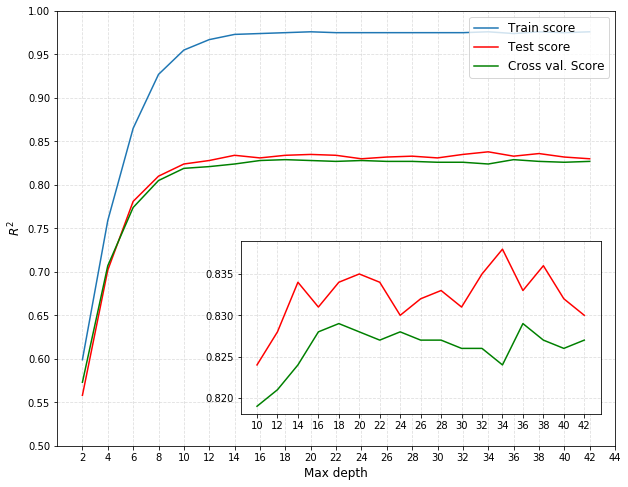 1.00
0.95
0.90
0.85
0.80
0.75
0.70
0.65
0.60
0.55
0.50
R²
Train score
Test score
Cross val. Score
0.835
0.830
0.825
0.820
10 12 14 16 18 20 22 24 26 28 30 32 34 36 38 40 42
2 4 6 8 10 12 14 16 18 20 22 24 26 28 30 32 34 36 38 40 42 44
Max depth